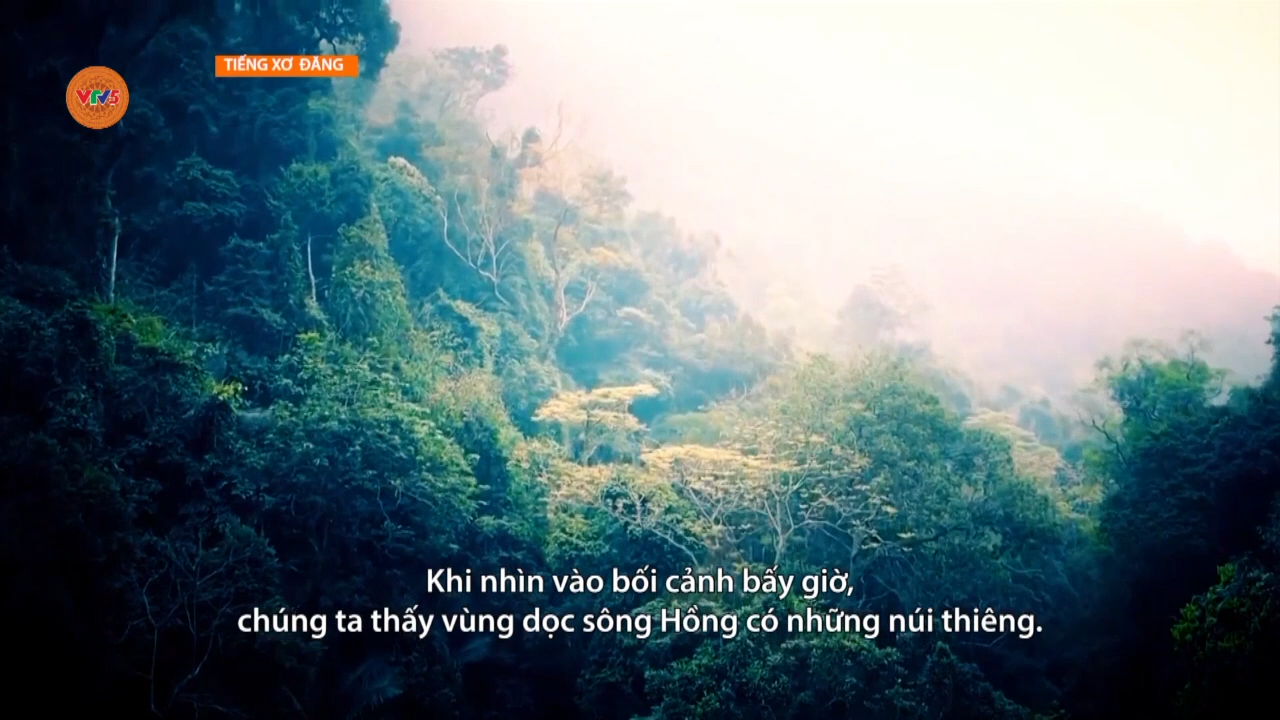 TIẾNG XƠ ĐĂNG
VTV5
Khi nhìn vào bối cảnh bấy giờ,
chúng ta thấy vùng dọc sông Hồng có những núi thiêng.